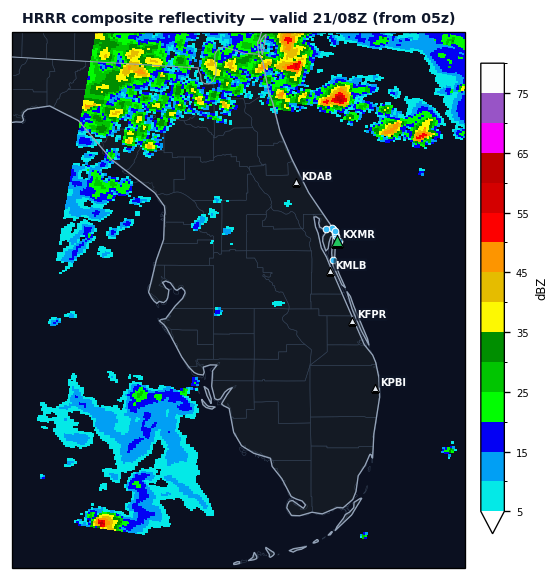 HRRR composite reflectivity — valid 21/08Z (from 05z)
KDAB
KXMR
KMLB
KFPR
KPBI
75
65
55
45
35
25
15
5
dBZ